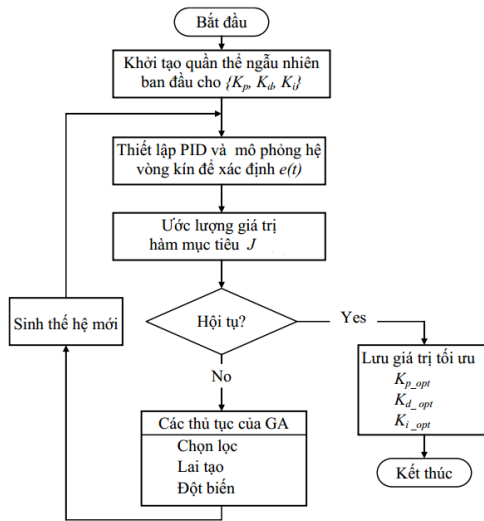 Bắt đầu
Khởi tạo quần thể ngẫu nhiên
ban đầu cho {Kp, Kd, Ki}
Thiết lập PID và mô phỏng hệ
vòng kín để xác định e(t)
Ước lượng giá trị
hàm mục tiêu J
Sinh thế hệ mới
Hội tụ?
Yes
No
Lưu giá trị tối ưu
Kp_opt
Kd_opt
Ki_opt
Các thủ tục của GA
Chọn lọc
Lai tạo
Đột biến
Kết thúc